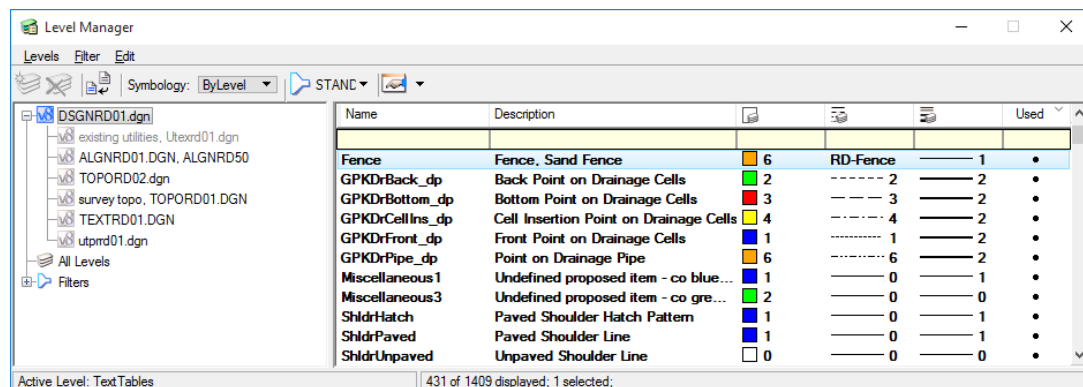 Level Manager
Levels Filter Edit
Symbology: ByLevel STAND
DSGNRD01.dgn
existing utilities, Utexrd01.dgn
ALGNRD01.DGN, ALGNRD50
TOPORD02.dgn
survey topo, TOPORD01.DGN
TEXTRD01.DGN
utprrd01.dgn
All Levels
Filters
Name Description Used
Fence Fence, Sand Fence 6 RD-Fence 1
GPKDrBack_dp Back Point on Drainage Cells 2 2 2
GPKDrBottom_dp Bottom Point on Drainage Cells 3 3 2
GPKDrCellIns_dp Cell Insertion Point on Drainage Cells 4 4 2
GPKDrFront_dp Front Point on Drainage Cells 1 1 2
GPKDrPipe_dp Point on Drainage Pipe 6 6 2
Miscellaneous1 Undefined proposed item - co blue... 1 0 1
Miscellaneous3 Undefined proposed item - co gre... 2 0 0
ShldrHatch Paved Shoulder Hatch Pattern 1 0 1
ShldrPaved Paved Shoulder Line 1 0 1
ShldrUnpaved Unpaved Shoulder Line 0 0 0
Active Level: TextTables 431 of 1409 displayed; 1 selected;